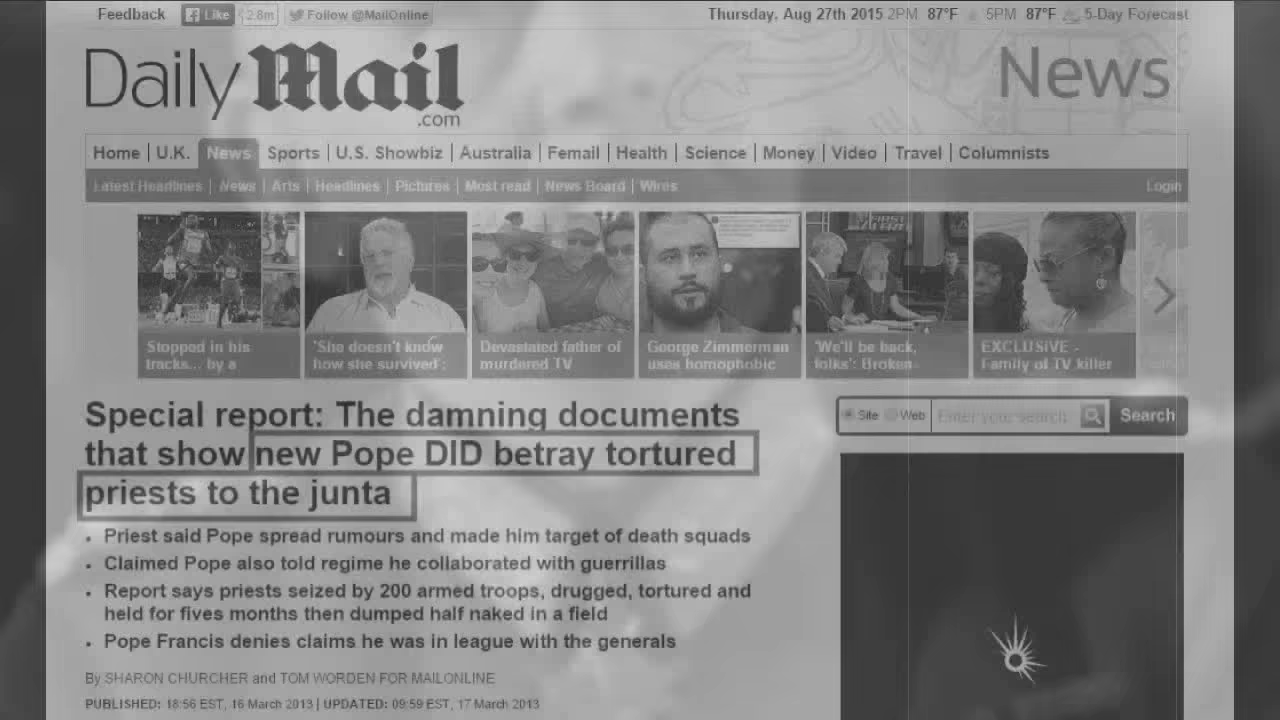 Feedback Like 2.8m Follow @MailOnline Thursday, Aug 27th 2015 2PM 87°F 5PM 87°F 5-Day Forecast
Daily Mail .com News
Home U.K. News Sports U.S. Showbiz Australia Femail Health Science Money Video Travel Columnists
Latest Headlines News Arts Headlines Pictures Most read News Board Wires Login
Stopped in his
tracks... by a
'She doesn't know
how she survived':
Devastated father of
murdered TV
George Zimmerman
uses homophobic
'We'll be back,
folks': Broken-
EXCLUSIVE -
Family of TV killer
Special report: The damning documents
that show new Pope DID betray tortured
priests to the junta
Site Web Enter your search Search
• Priest said Pope spread rumours and made him target of death squads
• Claimed Pope also told regime he collaborated with guerrillas
• Report says priests seized by 200 armed troops, drugged, tortured and
held for fives months then dumped half naked in a field
• Pope Francis denies claims he was in league with the generals
By SHARON CHURCHER and TOM WORDEN FOR MAILONLINE
PUBLISHED: 18:56 EST, 16 March 2013 | UPDATED: 09:59 EST, 17 March 2013